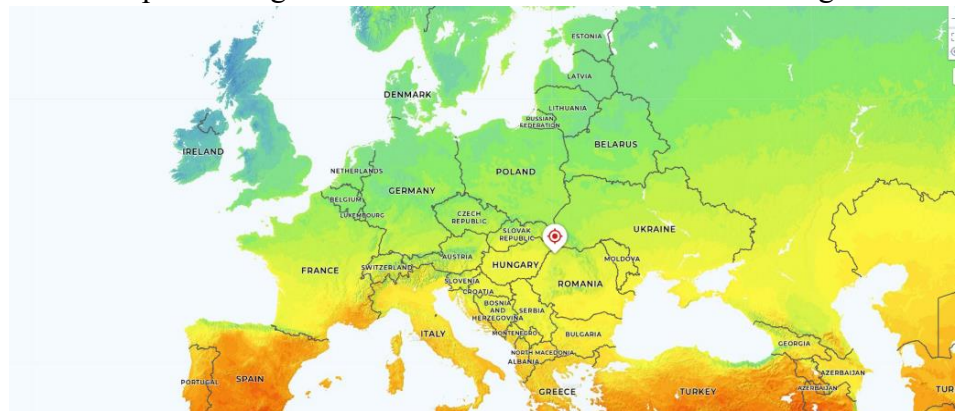 ESTONIA
LATVIA
DENMARK
LITHUANIA
RUSSIAN
FEDERATION
BELARUS
IRELAND
NETHERLANDS
POLAND
GERMANY
BELGIUM
LUXEMBOURG
CZECH
REPUBLIC
UKRAINE
SLOVAK
REPUBLIC
AUSTRIA
MOLDOVA
FRANCE
SWITZERLAND
HUNGARY
SLOVENIA
ROMANIA
CROATIA
BOSNIA
AND
HERZEGOVINA
SERBIA
ITALY
MONTENEGRO
BULGARIA
GEORGIA
NORTH MACEDONIA
ALBANIA
AZERBAIJAN
PORTUGAL
SPAIN
GREECE
TURKEY
AZERBAIJAN
TUR